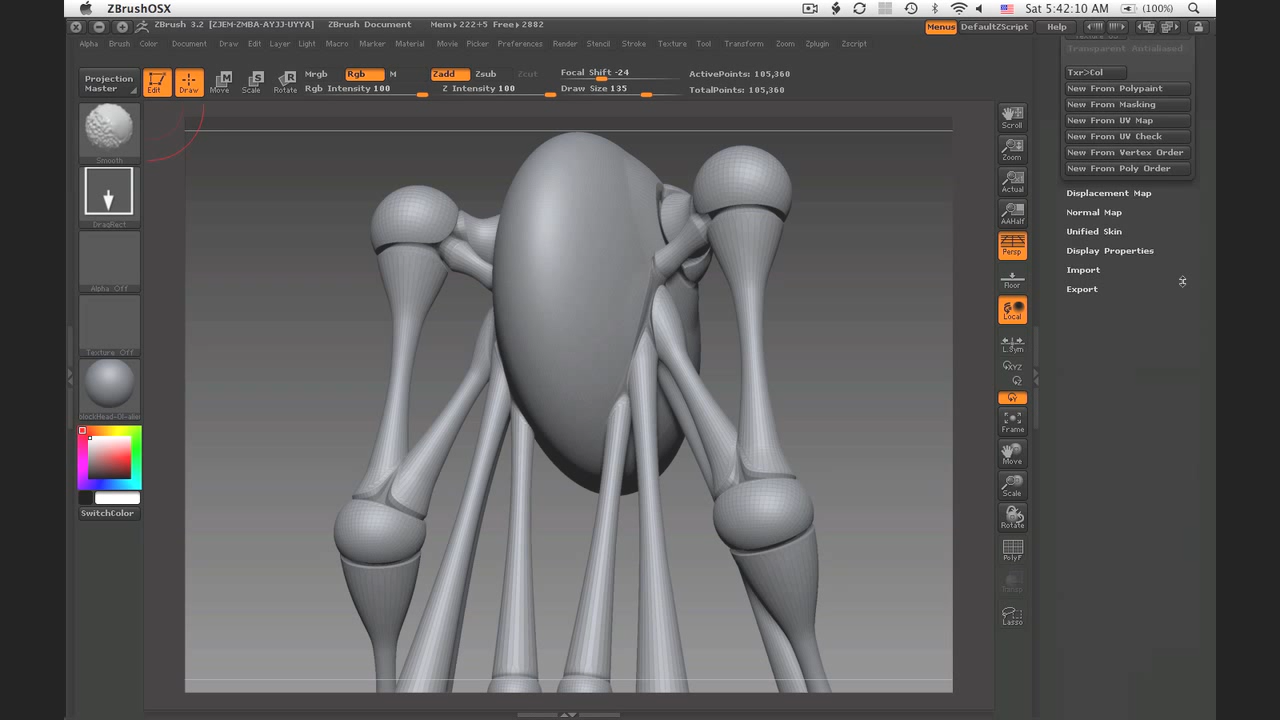 ZBrushOSX
Sat 5:42:10 AM (100%)
ZBrush 3.2 [ZJEM-ZMBA-AYJJ-UYYA] ZBrush Document Mem▸222+5 Free▸2882
Menus DefaultZScript Help
Alpha Brush Color Document Draw Edit Layer Light Macro Marker Material Movie Picker Preferences Render Stencil Stroke Texture Tool Transform Zoom Zplugin Zscript
Projection Master
Edit Draw Move Scale Rotate
Mrgb Rgb M
Rgb Intensity 100
Zadd Zsub Zcut
Z Intensity 100
Focal Shift -24
Draw Size 135
ActivePoints: 105,360
TotalPoints: 105,360
Smooth
DragRect
Alpha Off
Texture Off
SwitchColor
Scroll
Zoom
Actual
AAHalf
Persp
Floor
Local
L.Sym
XYZ
Z
Y
Frame
Move
Scale
Rotate
PolyF
Transp
Lasso
Transparent Antialiased
Txr>Col
New From Polypaint
New From Masking
New From UV Map
New From UV Check
New From Vertex Order
New From Poly Order
Displacement Map
Normal Map
Unified Skin
Display Properties
Import
Export